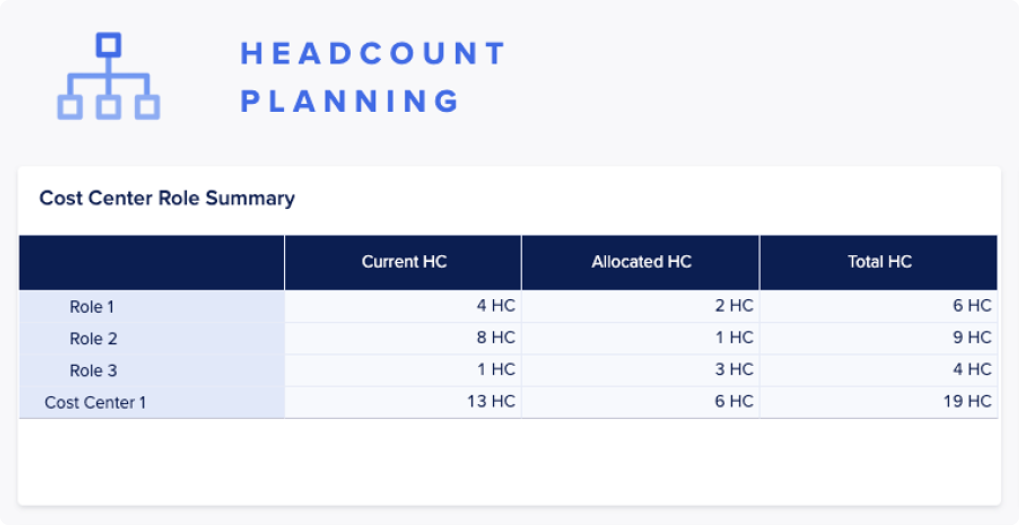 HEADCOUNT
PLANNING
Cost Center Role Summary
Current HC Allocated HC Total HC
Role 1 4 HC 2 HC 6 HC
Role 2 8 HC 1 HC 9 HC
Role 3 1 HC 3 HC 4 HC
Cost Center 1 13 HC 6 HC 19 HC